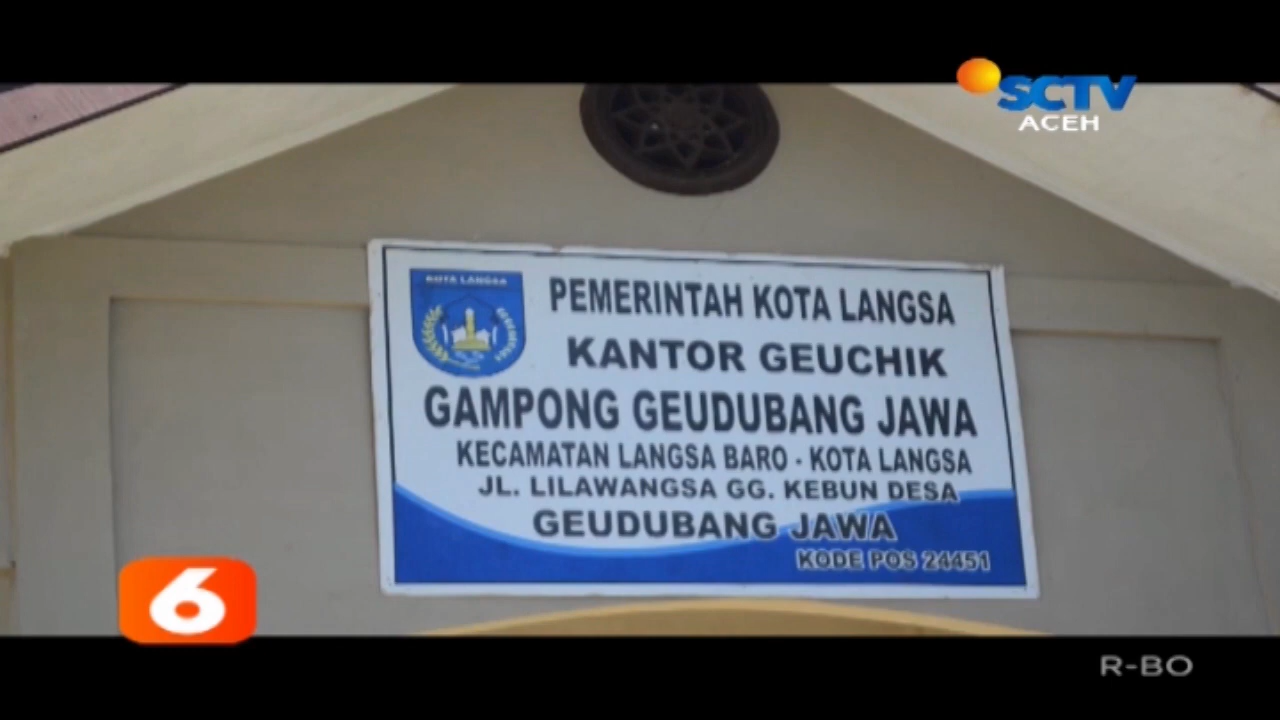 SCTV
ACEH
KOTA LANGSA
PEMERINTAH KOTA LANGSA
KANTOR GEUCHIK
GAMPONG GEUDUBANG JAWA
KECAMATAN LANGSA BARO - KOTA LANGSA
JL. LILAWANGSA GG. KEBUN DESA
GEUDUBANG JAWA
KODE POS 24451
6
R-BO